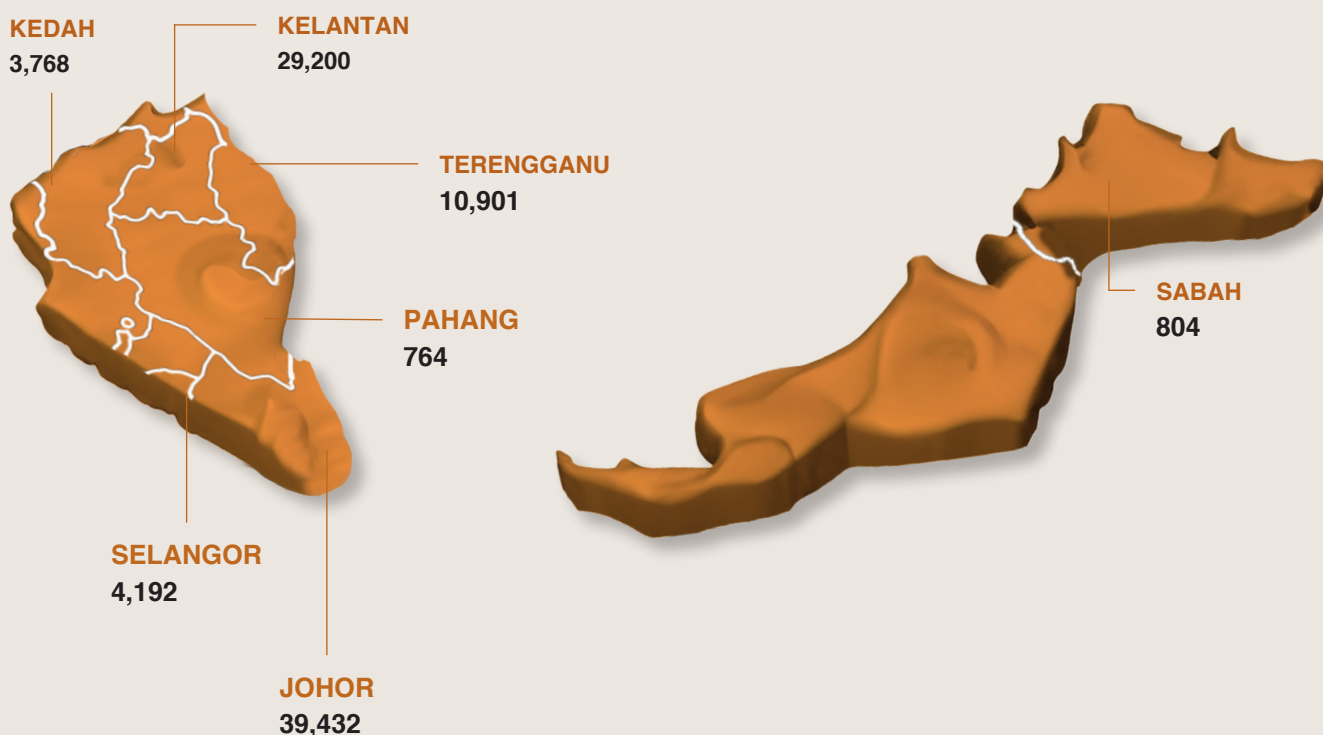 KEDAH
3,768
KELANTAN
29,200
TERENGGANU
10,901
PAHANG
764
SABAH
804
SELANGOR
4,192
JOHOR
39,432